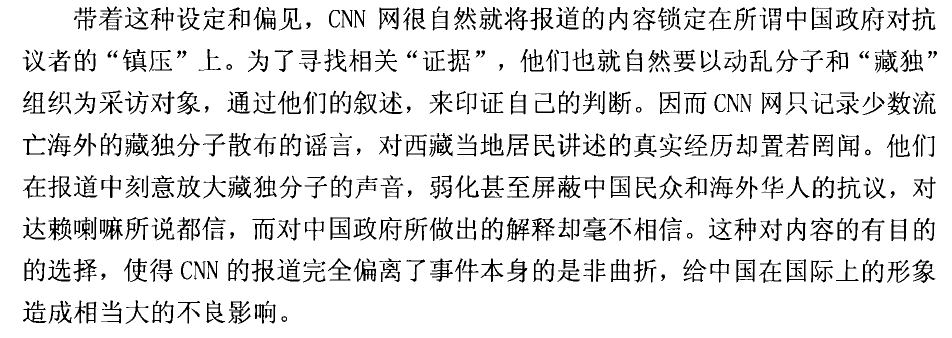 带着这种设定和偏见，CNN 网很自然就将报道的内容锁定在所谓中国政府对抗
议者的“镇压”上。为了寻找相关“证据”，他们也就自然要以动乱分子和“藏独”
组织为采访对象，通过他们的叙述，来印证自己的判断。因而 CNN 网只记录少数流
亡海外的藏独分子散布的谣言，对西藏当地居民讲述的真实经历却置若罔闻。他们
在报道中刻意放大藏独分子的声音，弱化甚至屏蔽中国民众和海外华人的抗议，对
达赖喇嘛所说都信，而对中国政府所做出的解释却毫不相信。这种对内容的有目的
的选择，使得 CNN 的报道完全偏离了事件本身的是非曲折，给中国在国际上的形象
造成相当大的不良影响。